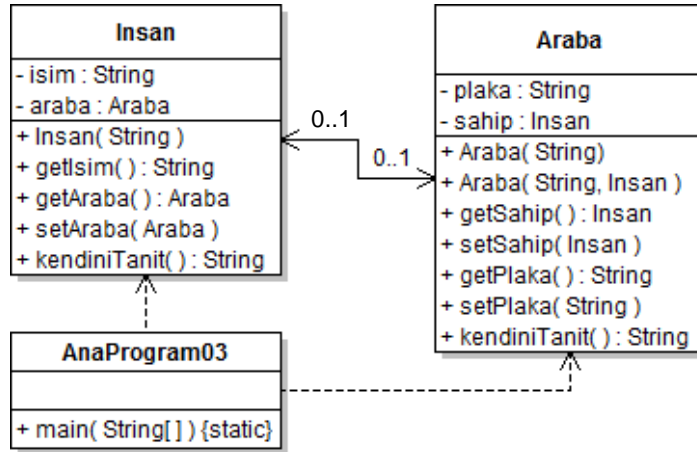 Insan
- isim : String
- araba : Araba
+ Insan( String )
+ getIsim( ) : String
+ getAraba( ) : Araba
+ setAraba( Araba )
+ kendiniTanit( ) : String
0..1
0..1
Araba
- plaka : String
- sahip : Insan
+ Araba( String)
+ Araba( String, Insan )
+ getSahip( ) : Insan
+ setSahip( Insan )
+ getPlaka( ) : String
+ setPlaka( String )
+ kendiniTanit( ) : String
AnaProgram03
+ main( String[ ] ) {static}